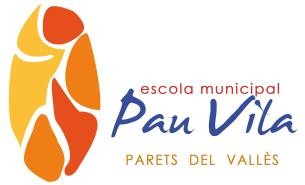 escola municipal
Pau Vila
PARETS DEL VALLÈS